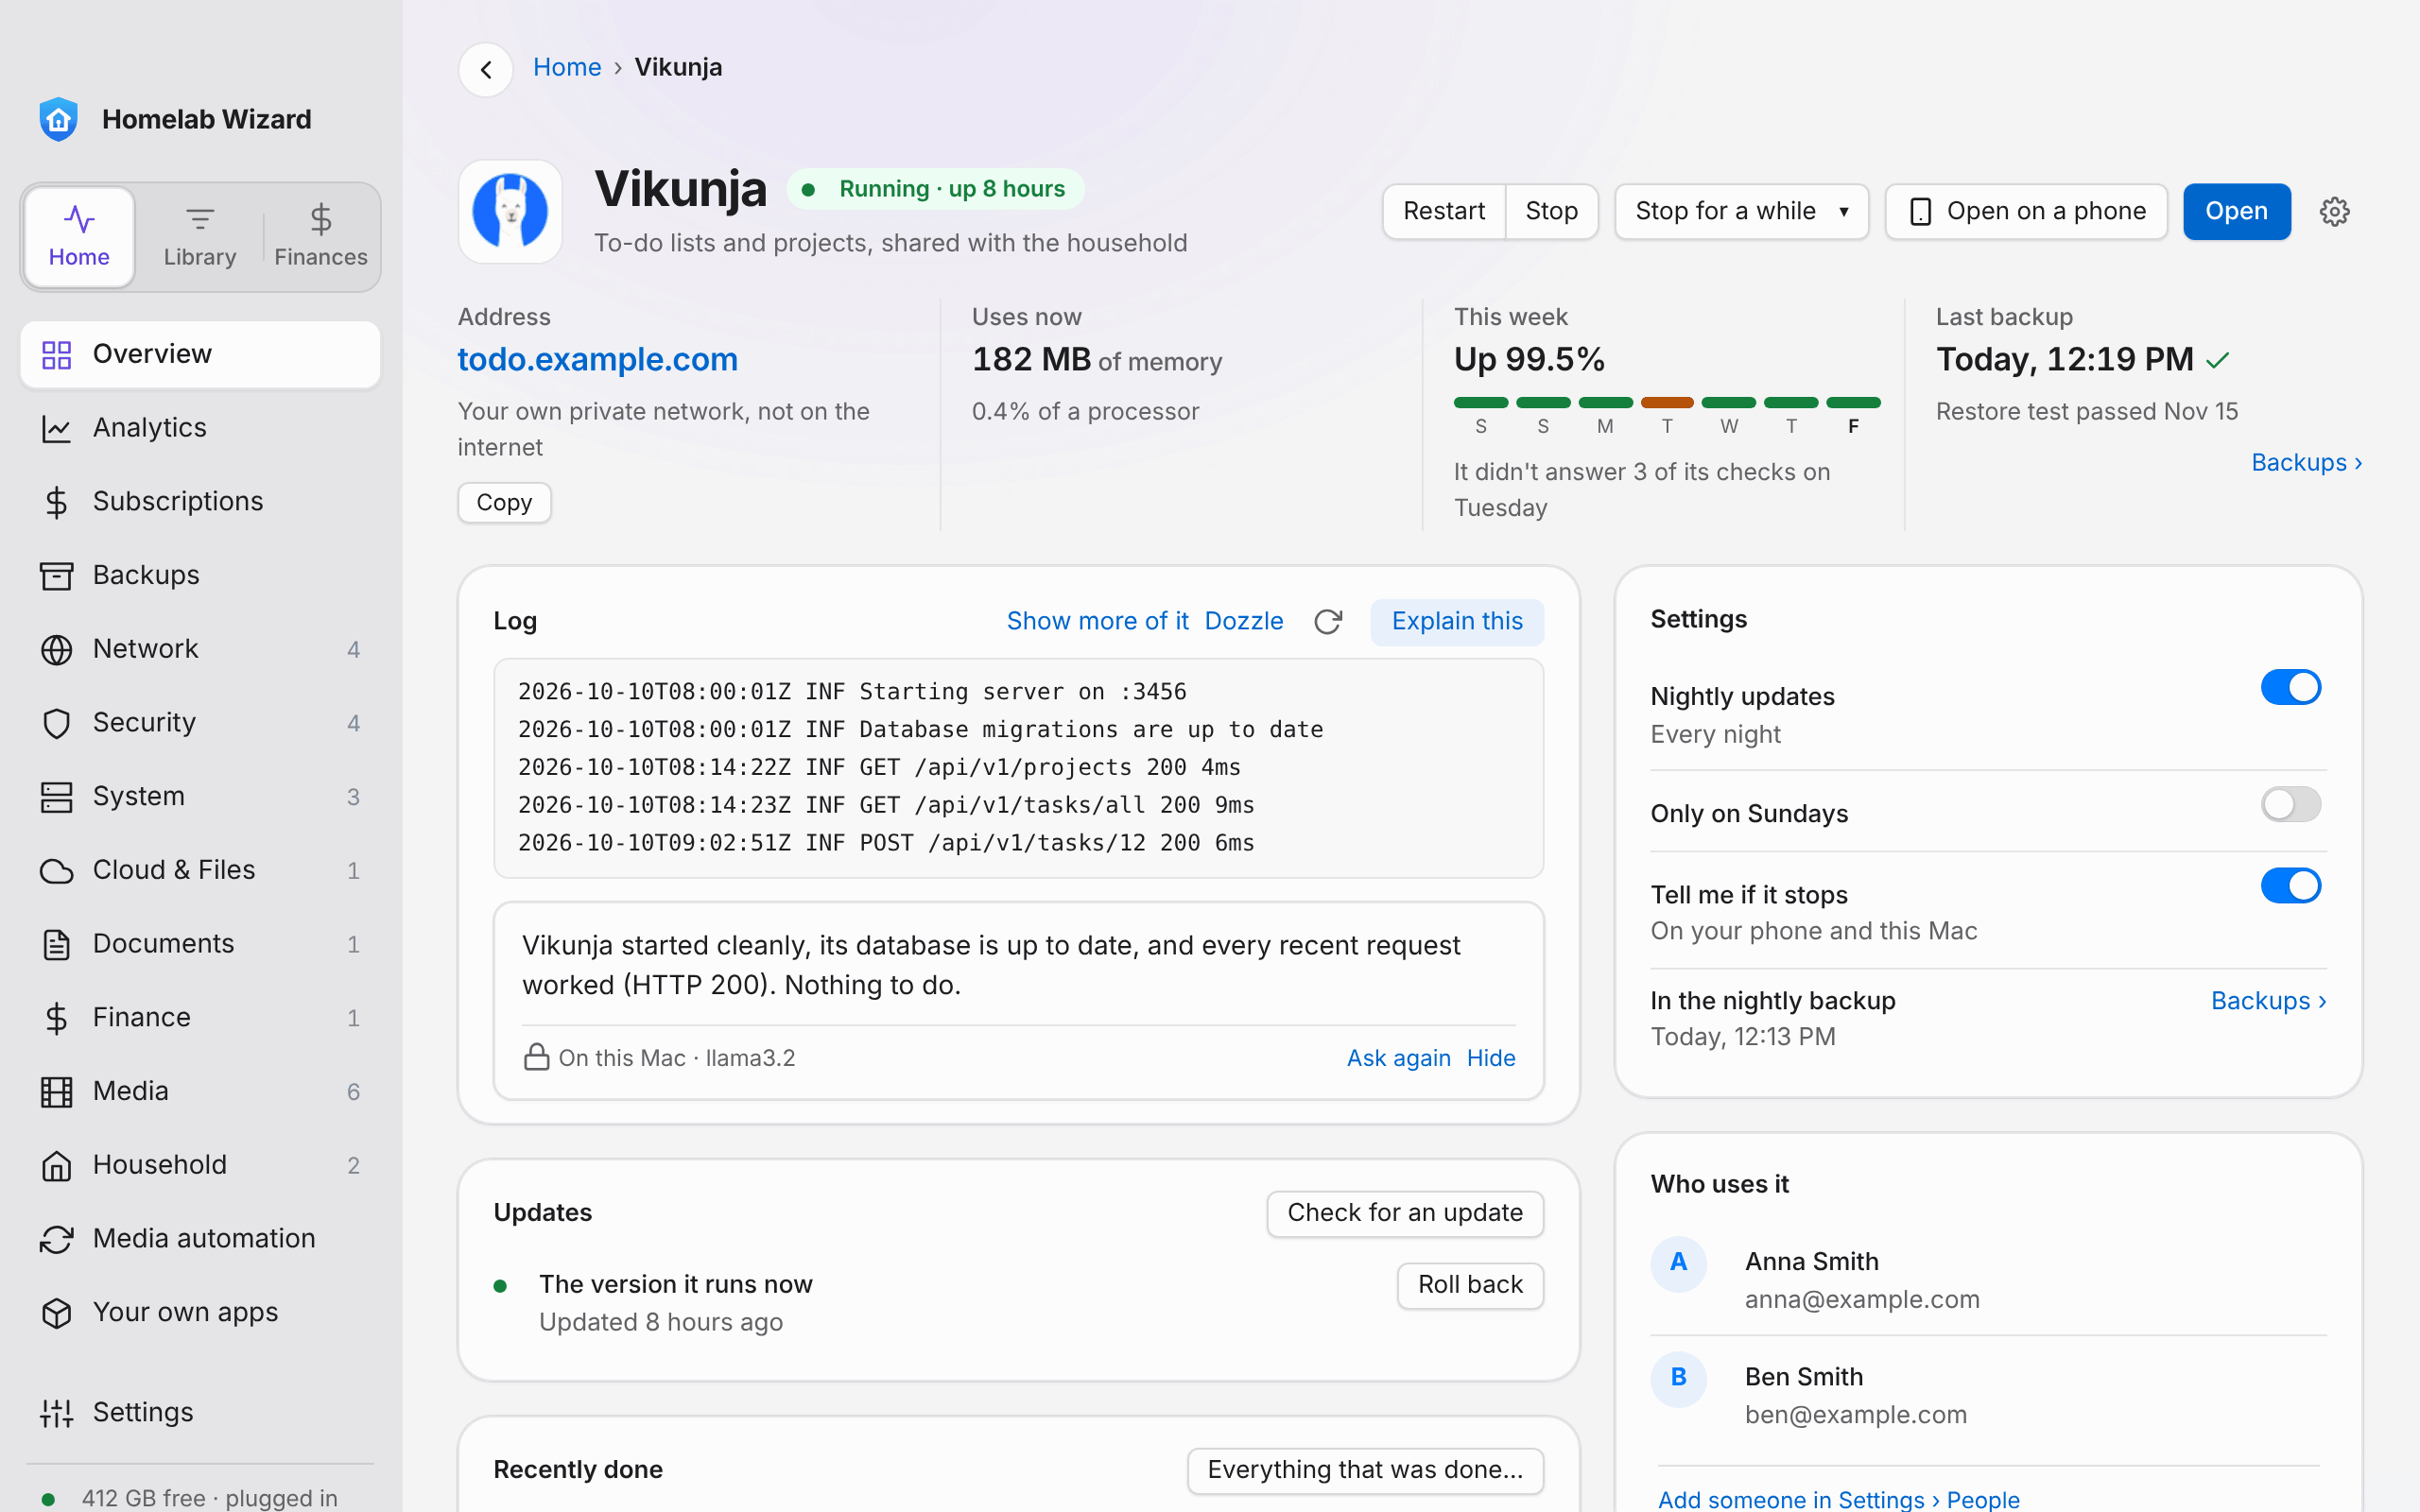 Homelab Wizard
Home
Library
Finances
Overview
Analytics
Subscriptions
Backups
Network 4
Security 4
System 3
Cloud & Files 1
Documents 1
Finance 1
Media 6
Household 2
Media automation
Your own apps
Settings
412 GB free · plugged in
Home › Vikunja
Vikunja
Running · up 8 hours
To-do lists and projects, shared with the household
Restart
Stop
Stop for a while ▾
Open on a phone
Open
Address
todo.example.com
Your own private network, not on the
internet
Copy
Uses now
182 MB of memory
0.4% of a processor
This week
Up 99.5%
S S M T W T F
It didn't answer 3 of its checks on
Tuesday
Last backup
Today, 12:19 PM ✓
Restore test passed Nov 15
Backups ›
Log
Show more of it
Dozzle
Explain this
2026-10-10T08:00:01Z INF Starting server on :3456
2026-10-10T08:00:01Z INF Database migrations are up to date
2026-10-10T08:14:22Z INF GET /api/v1/projects 200 4ms
2026-10-10T08:14:23Z INF GET /api/v1/tasks/all 200 9ms
2026-10-10T09:02:51Z INF POST /api/v1/tasks/12 200 6ms
Vikunja started cleanly, its database is up to date, and every recent request
worked (HTTP 200). Nothing to do.
On this Mac · llama3.2
Ask again
Hide
Updates
Check for an update
The version it runs now
Updated 8 hours ago
Roll back
Recently done
Everything that was done...
Settings
Nightly updates
Every night
Only on Sundays
Tell me if it stops
On your phone and this Mac
In the nightly backup
Today, 12:13 PM
Backups ›
Who uses it
A
Anna Smith
anna@example.com
B
Ben Smith
ben@example.com
Add someone in Settings › People